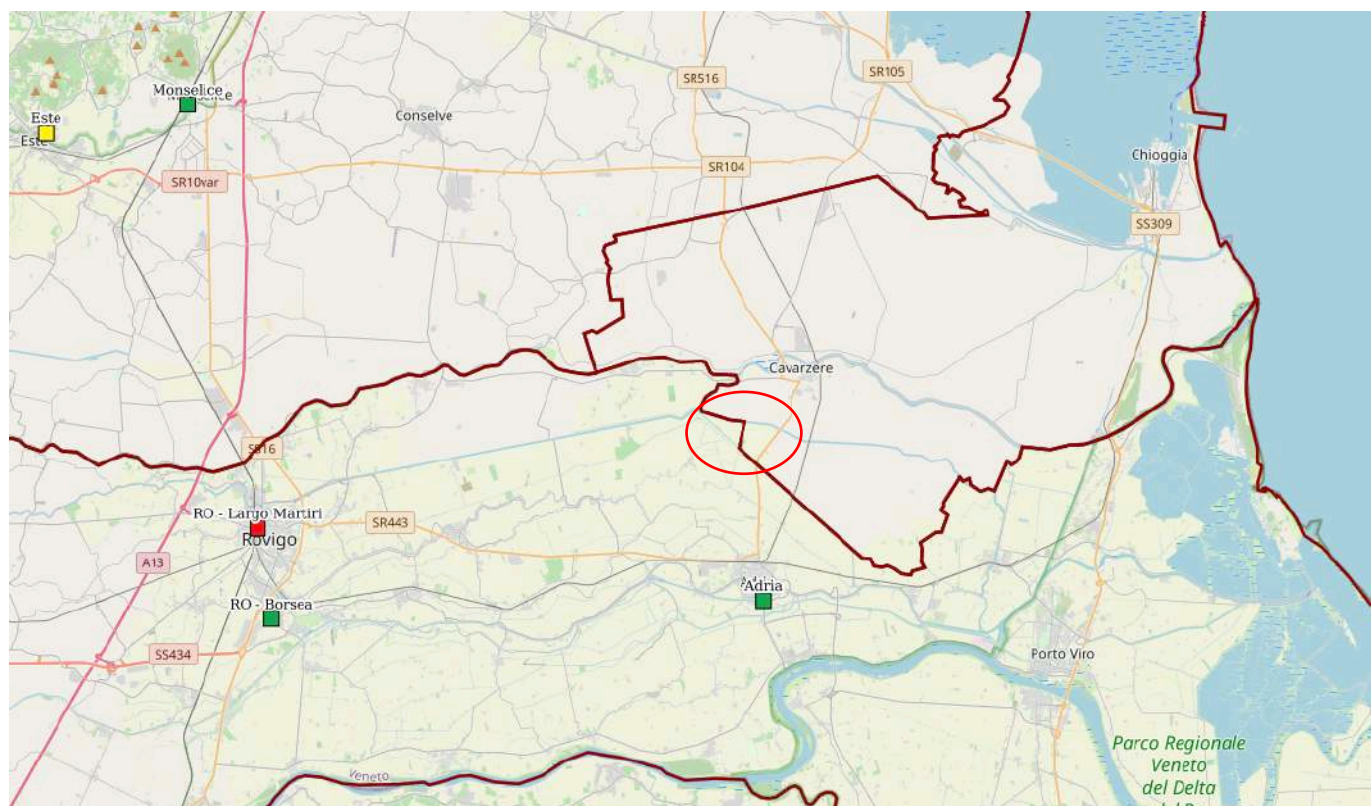 SR516
SR105
Monselice
Este
Este
Conselve
Chioggia
SR104
SR10var
SS309
Cavarzere
SS16
RO - Largo Martiri
Rovigo
SR443
A13
Adria
RO - Borsea
SS434
Porto Viro
Veneto
Parco Regionale
Veneto
del Delta